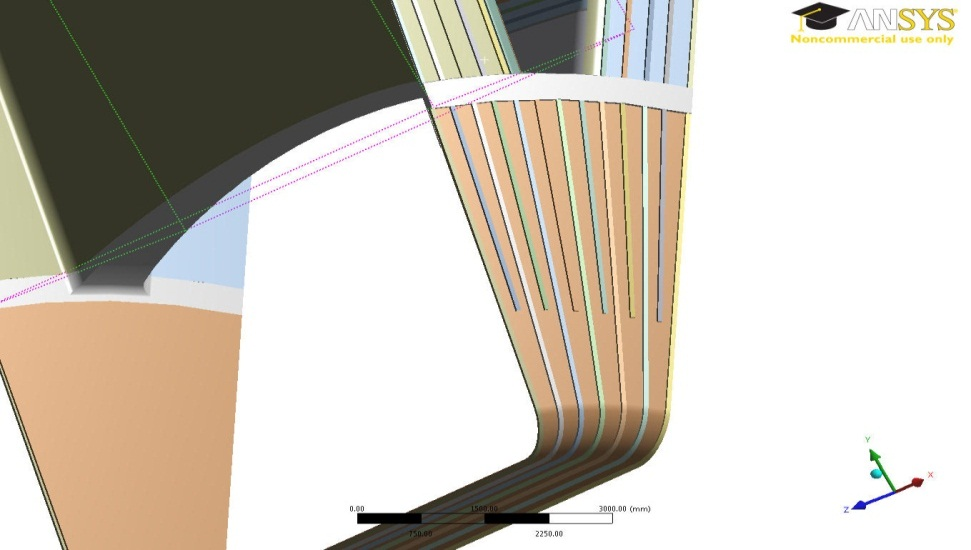 ANSYS
Noncommercial use only
Y
X
Z
0.00 1500.00 3000.00 (mm)
750.00 2250.00